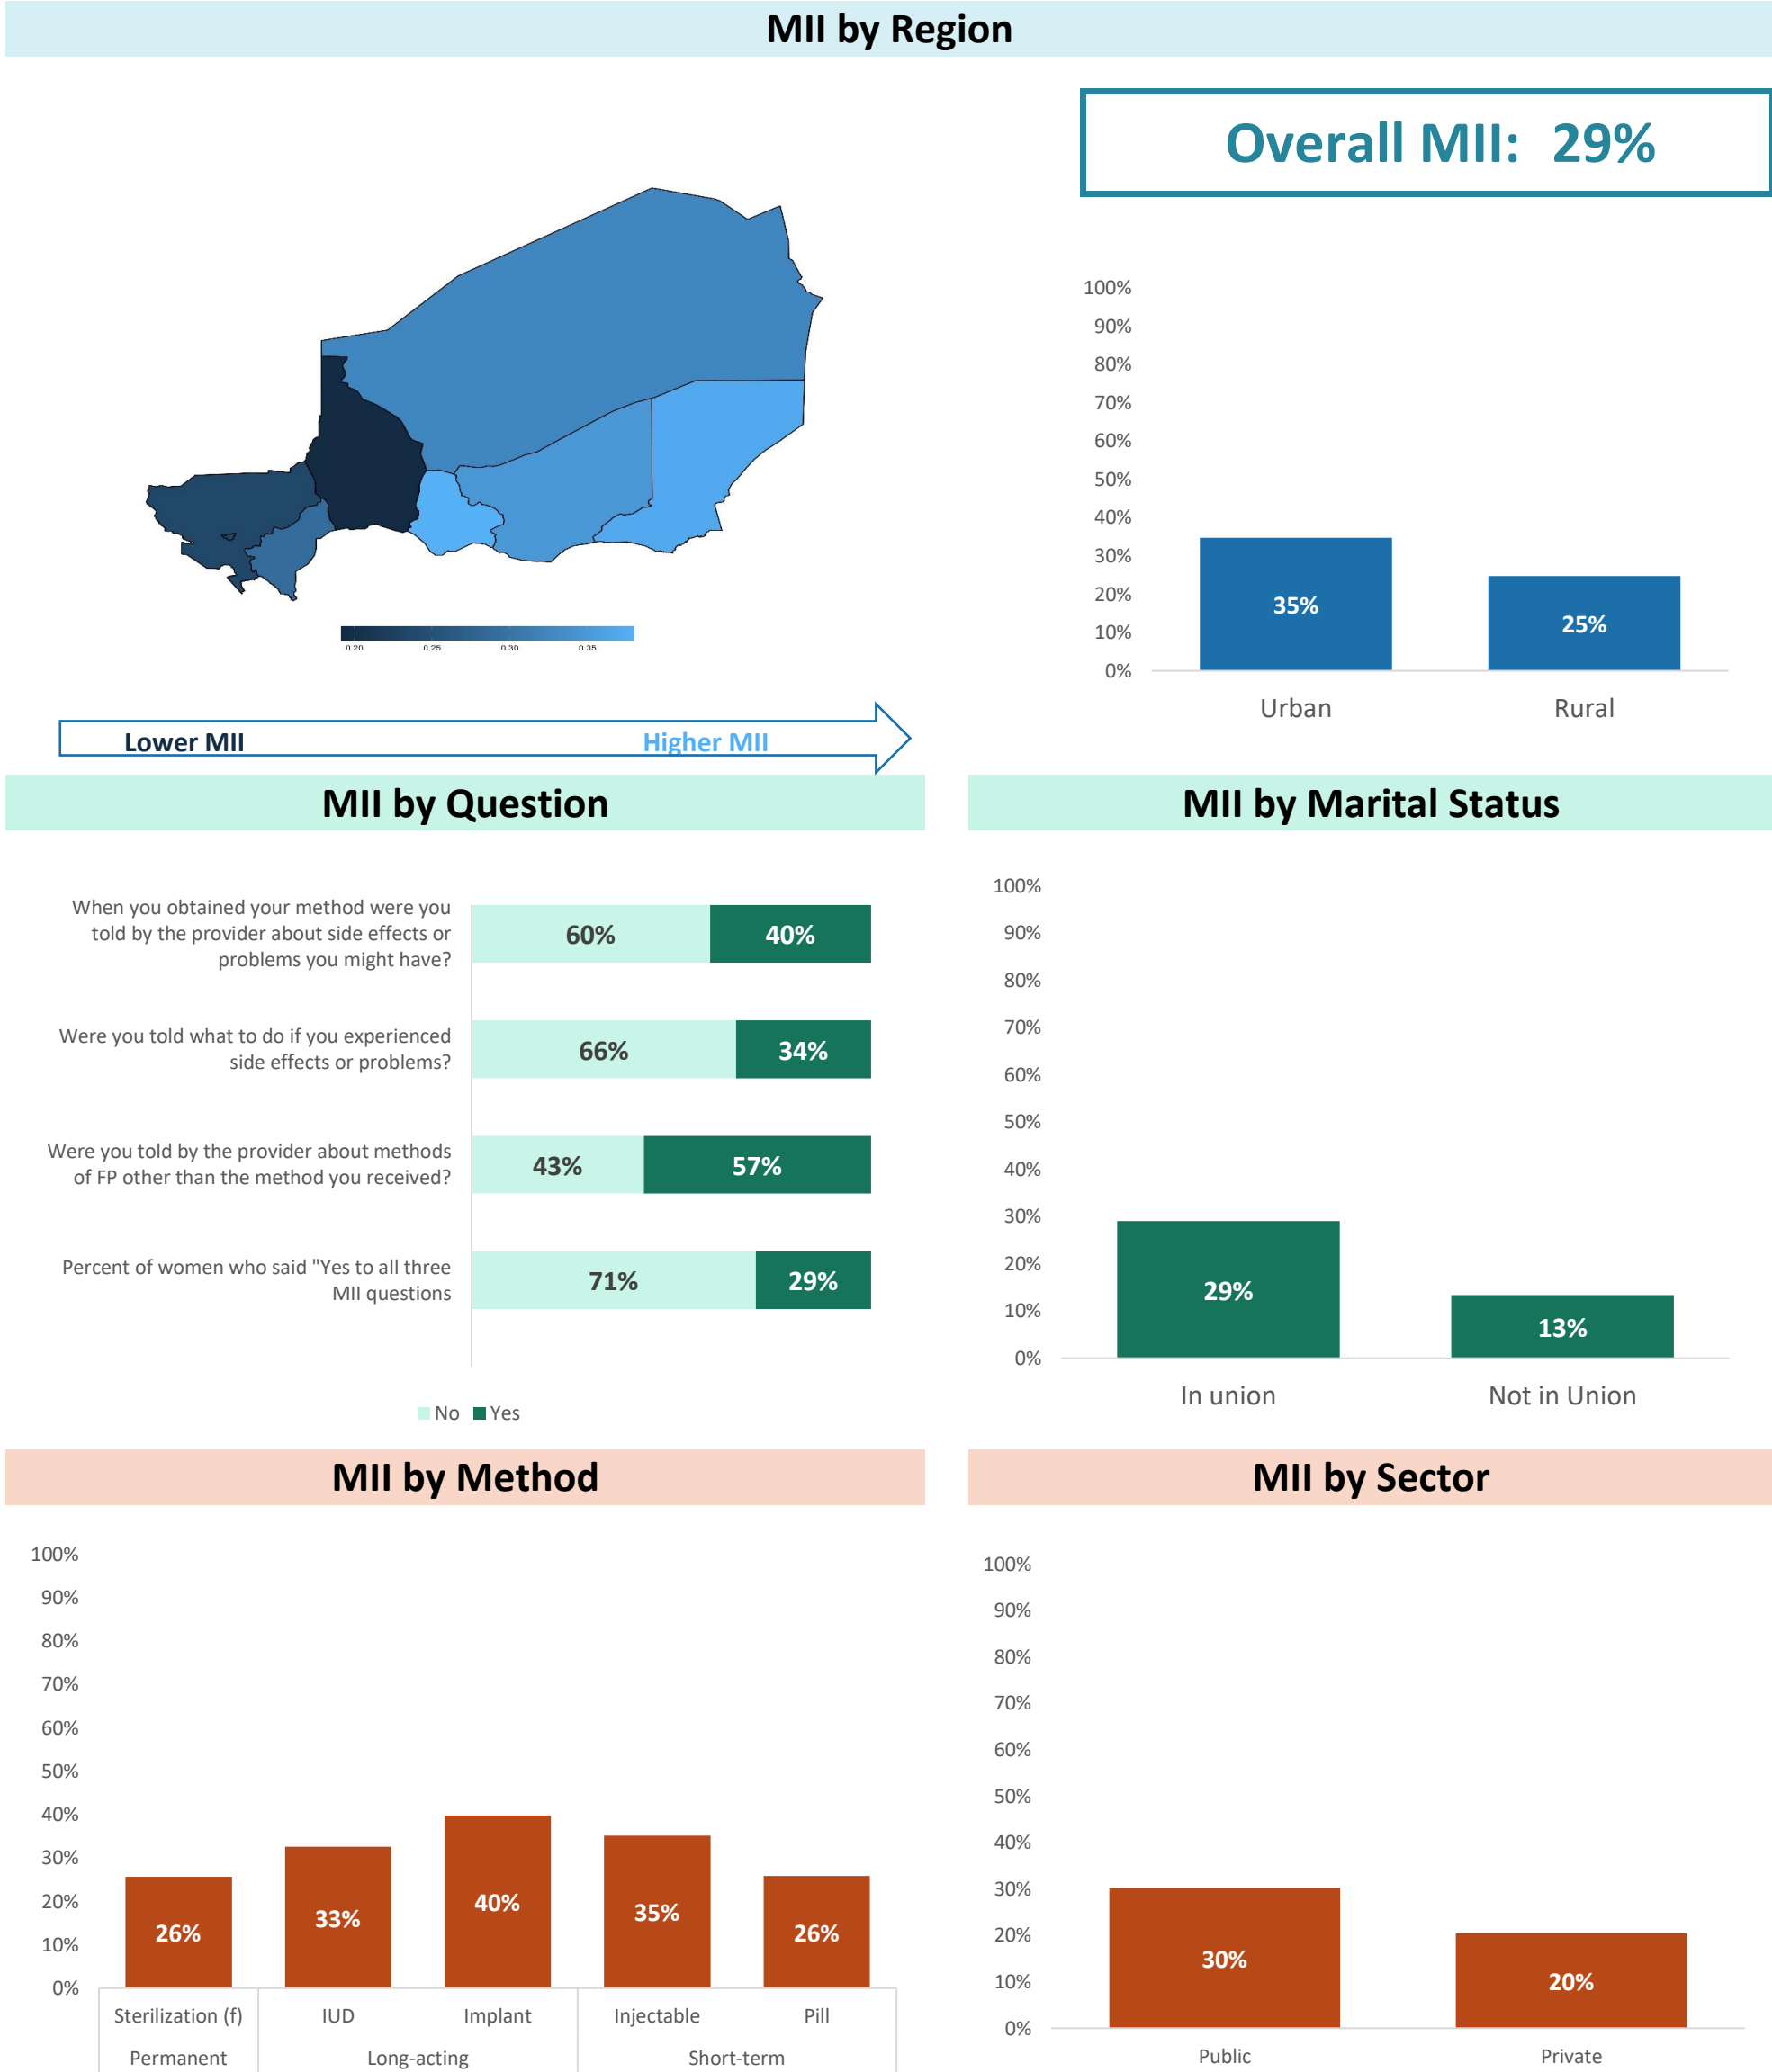 MII by Region
Overall MII: 29%
100%
90%
80%
70%
60%
50%
40%
30%
20%
10%
0%
35%
25%
Urban
Rural
0.20
0.25
0.30
0.35
Lower MII
Higher MII
MII by Question
When you obtained your method were you
told by the provider about side effects or
problems you might have?
60%
40%
Were you told what to do if you experienced
side effects or problems?
66%
34%
Were you told by the provider about methods
of FP other than the method you received?
43%
57%
Percent of women who said "Yes to all three
MII questions
71%
29%
No
Yes
MII by Marital Status
100%
90%
80%
70%
60%
50%
40%
30%
20%
10%
0%
29%
13%
In union
Not in Union
MII by Method
100%
90%
80%
70%
60%
50%
40%
30%
20%
10%
0%
26%
33%
40%
35%
26%
Sterilization (f)
IUD
Implant
Injectable
Pill
Permanent
Long-acting
Short-term
MII by Sector
100%
90%
80%
70%
60%
50%
40%
30%
20%
10%
0%
30%
20%
Public
Private